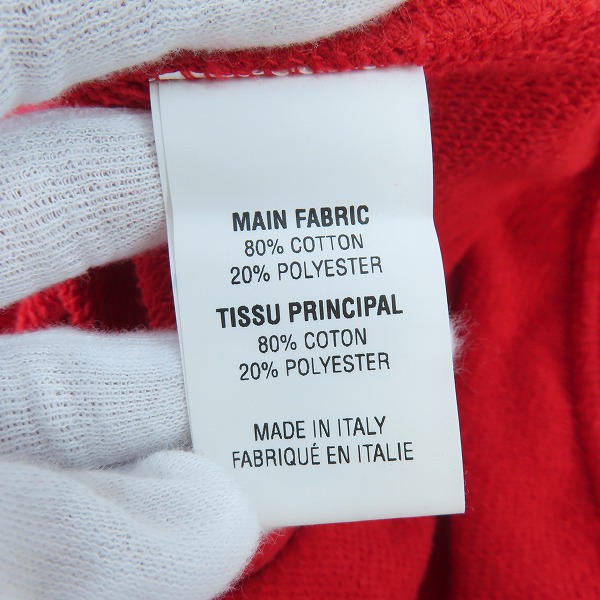 MAIN FABRIC
80% COTTON
20% POLYESTER
TISSU PRINCIPAL
80% COTON
20% POLYESTER
MADE IN ITALY
FABRIQUÉ EN ITALIE